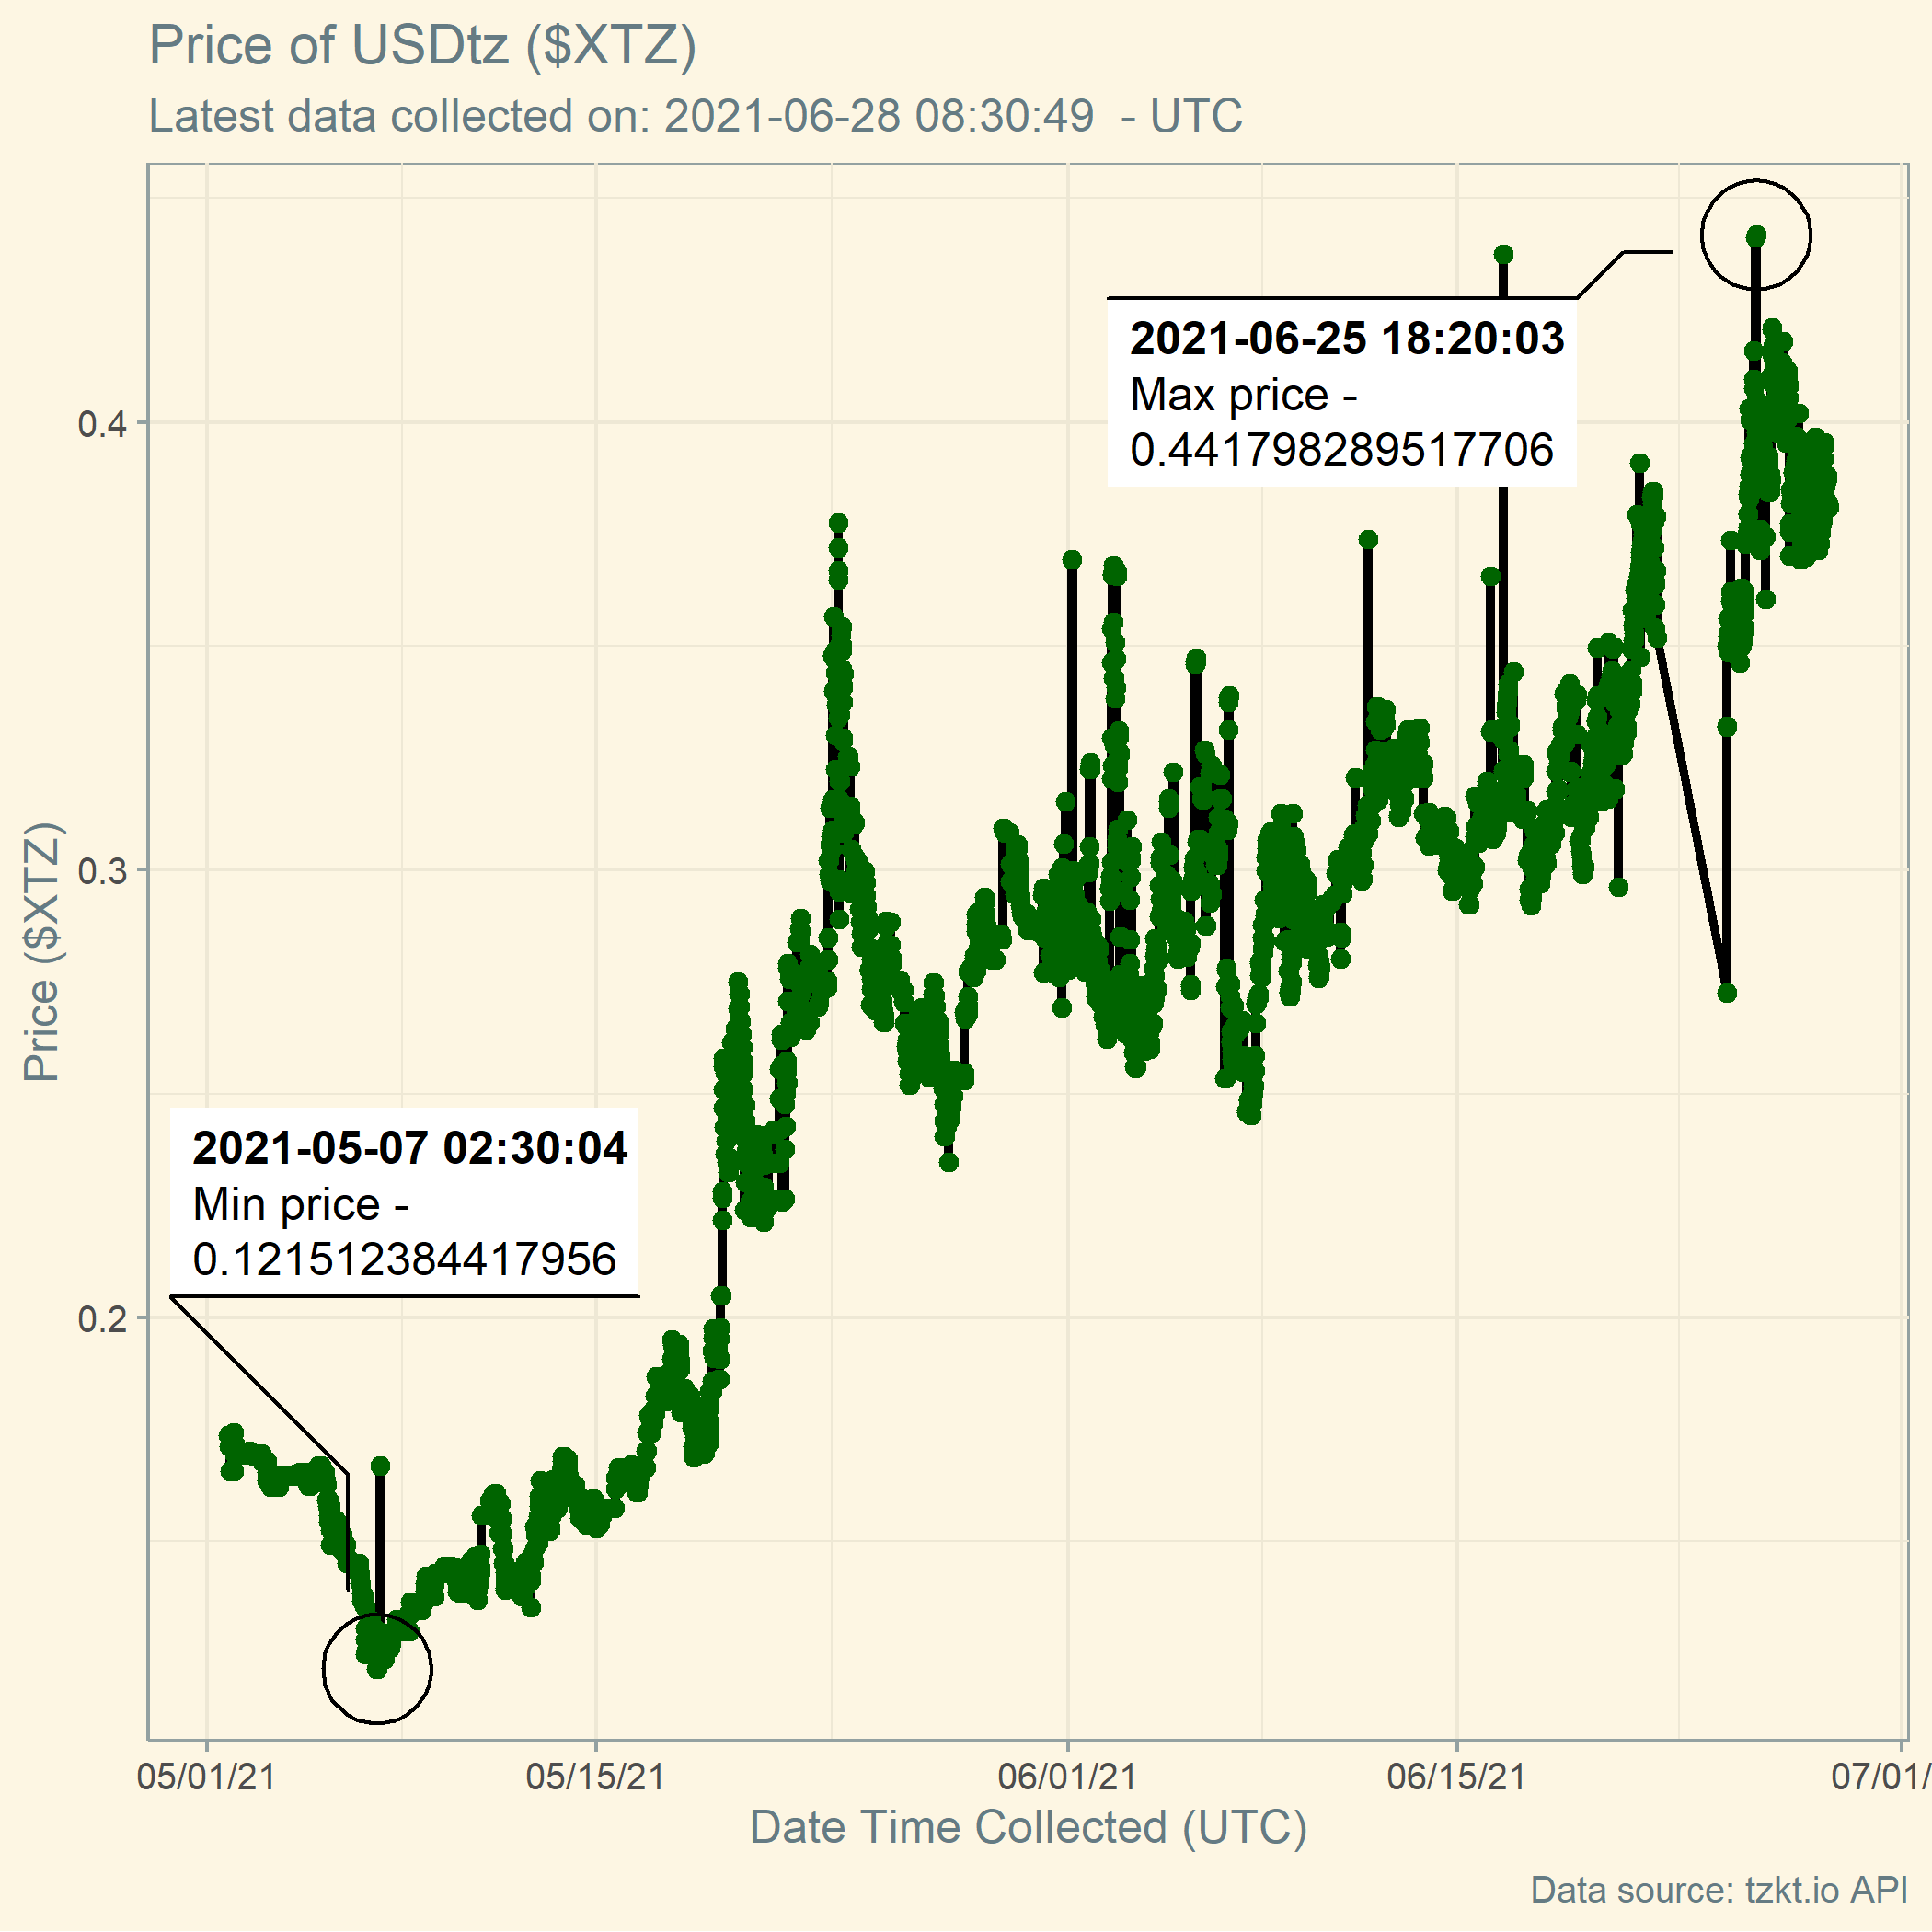 Price of USDtz ($XTZ)
Latest data collected on: 2021-06-28 08:30:49  - UTC
2021-06-25 18:20:03
Max price -
0.441798289517706
0.4
0.3
0.2
Price ($XTZ)
2021-05-07 02:30:04
Min price -
0.121512384417956
05/01/21
05/15/21
06/01/21
06/15/21
07/01/
Date Time Collected (UTC)
Data source: tzkt.io API